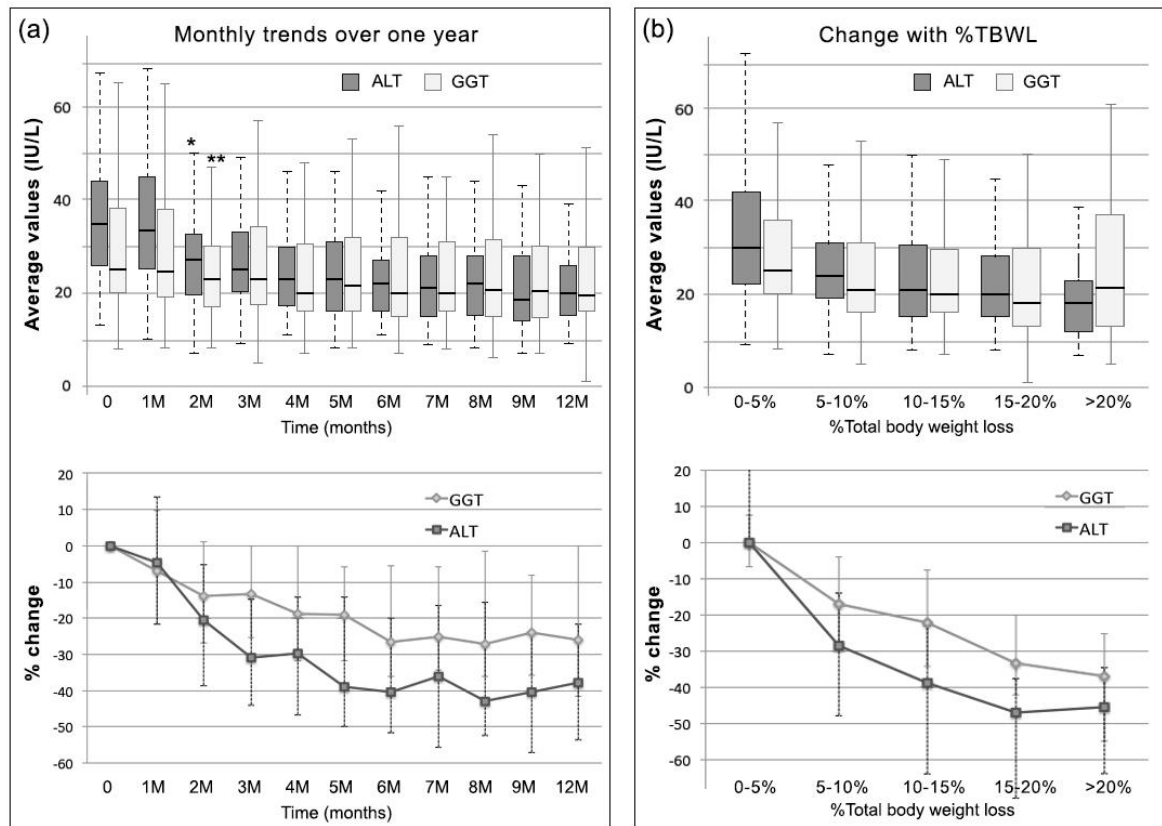 (a)
Monthly trends over one year
ALT GGT
Average values (IU/L)
60
40
20
0
*
**
0 1M 2M 3M 4M 5M 6M 7M 8M 9M 12M
Time (months)
20
10
0
-10
-20
-30
-40
-50
-60
% change
GGT
ALT
0 1M 2M 3M 4M 5M 6M 7M 8M 9M 12M
Time (months)
(b)
Change with %TBWL
ALT GGT
Average values (IU/L)
60
40
20
0
0-5% 5-10% 10-15% 15-20% >20%
%Total body weight loss
20
10
0
-10
-20
-30
-40
-50
-60
% change
GGT
ALT
0-5% 5-10% 10-15% 15-20% >20%
%Total body weight loss